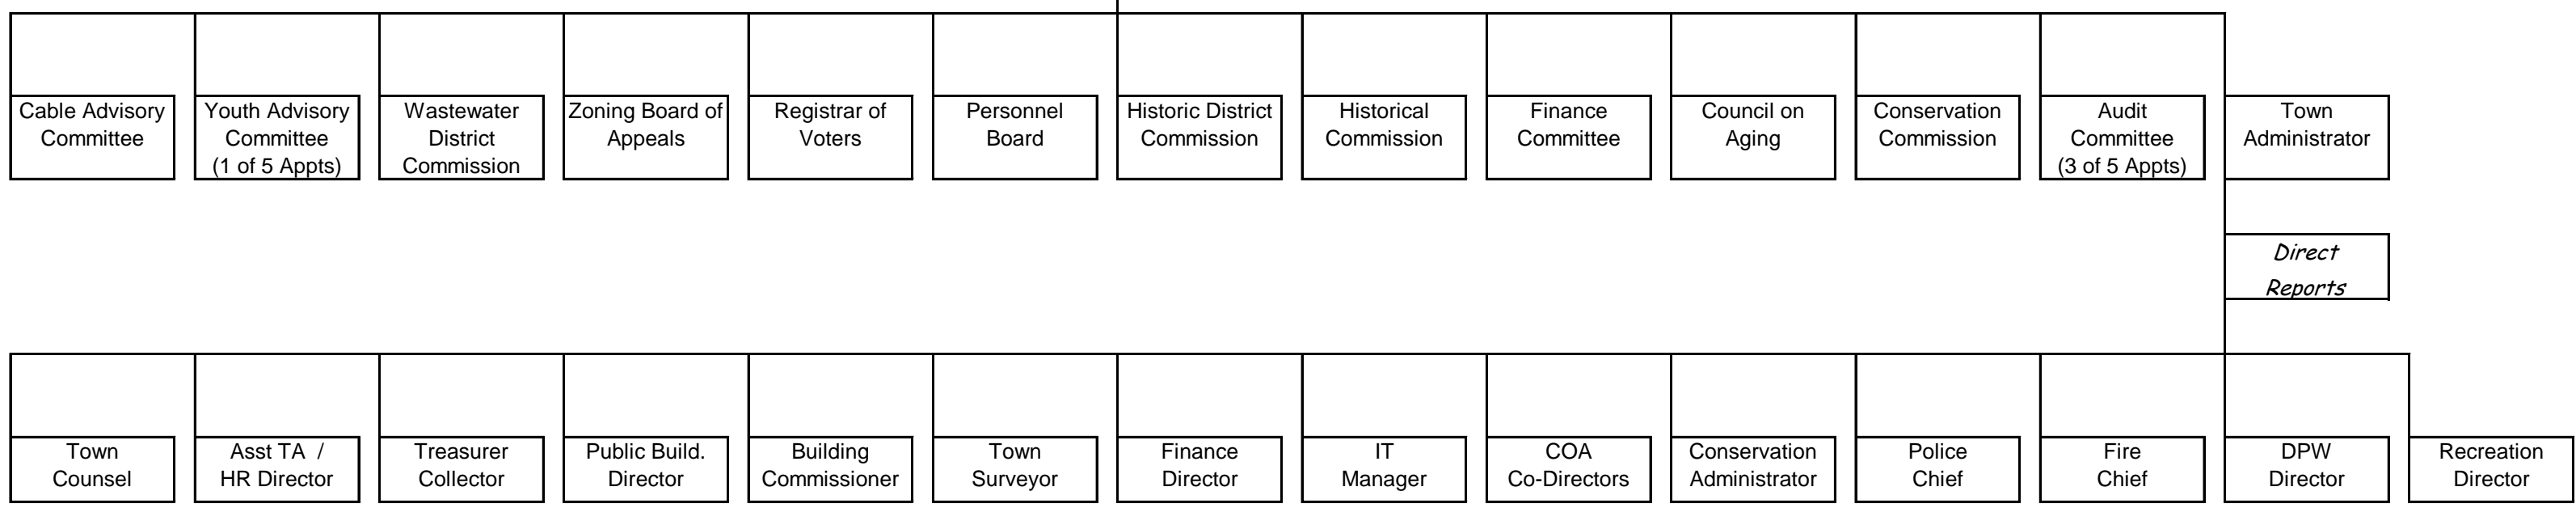 Cable Advisory
Committee
Youth Advisory
Committee
(1 of 5 Appts)
Wastewater
District
Commission
Zoning Board of
Appeals
Registrar of
Voters
Personnel
Board
Historic District
Commission
Historical
Commission
Finance
Committee
Council on
Aging
Conservation
Commission
Audit
Committee
(3 of 5 Appts)
Town
Administrator
Direct
Reports
Town
Counsel
Asst TA /
HR Director
Treasurer
Collector
Public Build.
Director
Building
Commissioner
Town
Surveyor
Finance
Director
IT
Manager
COA
Co-Directors
Conservation
Administrator
Police
Chief
Fire
Chief
DPW
Director
Recreation
Director